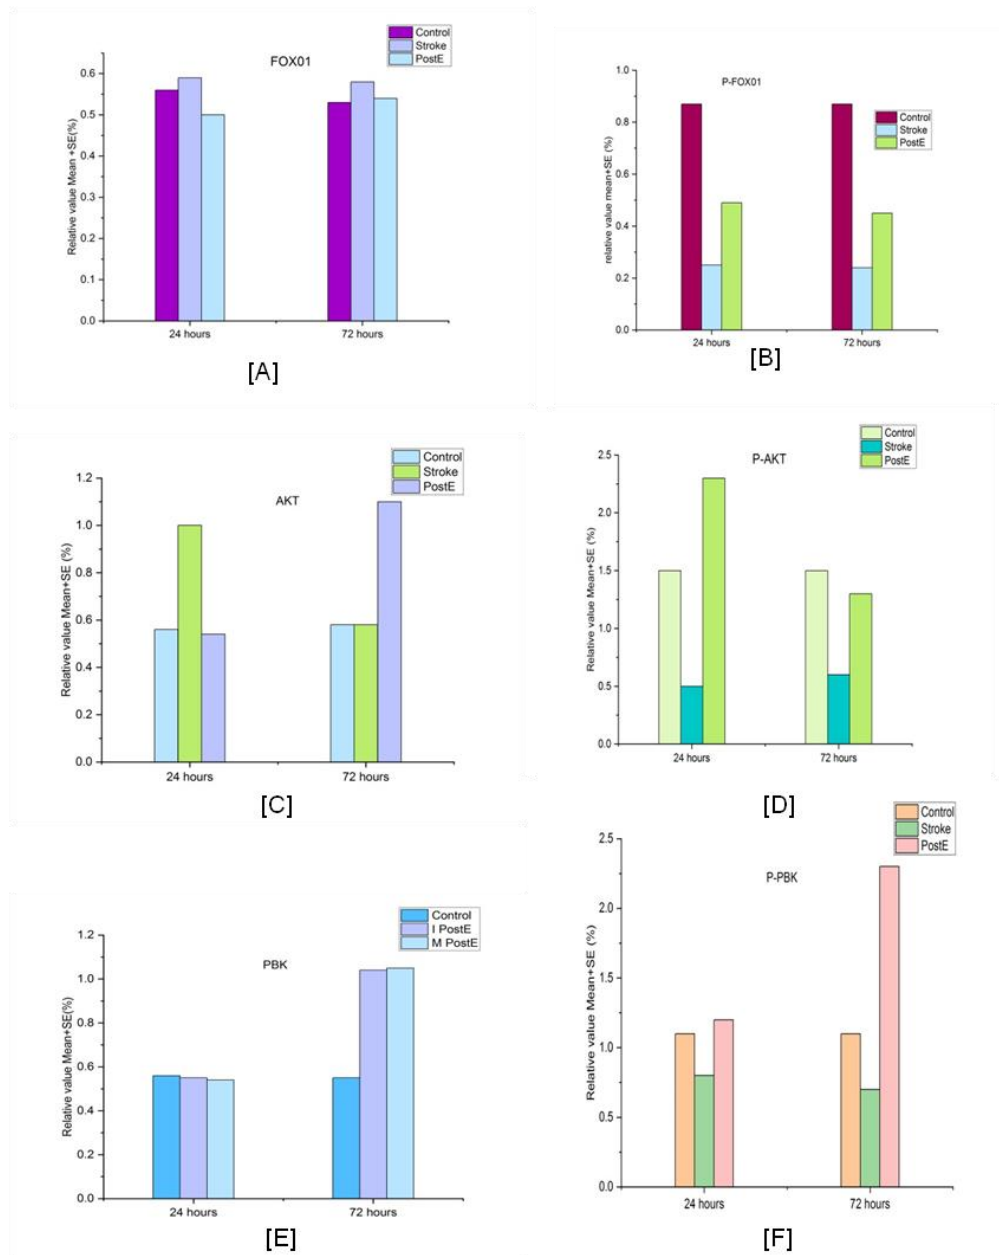 FOX01
Control
Stroke
PostE
Relative value Mean +SE(%)
0.6
0.5
0.4
0.3
0.2
0.1
0.0
24 hours
72 hours
[A]
P-FOX01
Control
Stroke
PostE
relative value mean+SE (%)
1.0
0.8
0.6
0.4
0.2
0.0
24 hours
72 hours
[B]
AKT
Control
Stroke
PostE
Relative value Mean+SE (%)
1.2
1.0
0.8
0.6
0.4
0.2
0.0
24 hours
72 hours
[C]
P-AKT
Control
Stroke
PostE
Relative value Mean+SE (%)
2.5
2.0
1.5
1.0
0.5
0.0
24 hours
72 hours
[D]
PBK
Control
I PostE
M PostE
Relative value Mean+SE(%)
1.2
1.0
0.8
0.6
0.4
0.2
0.0
24 hours
72 hours
[E]
P-PBK
Control
Stroke
PostE
Relative value Mean+SE (%)
2.5
2.0
1.5
1.0
0.5
0.0
24 hours
72 hours
[F]